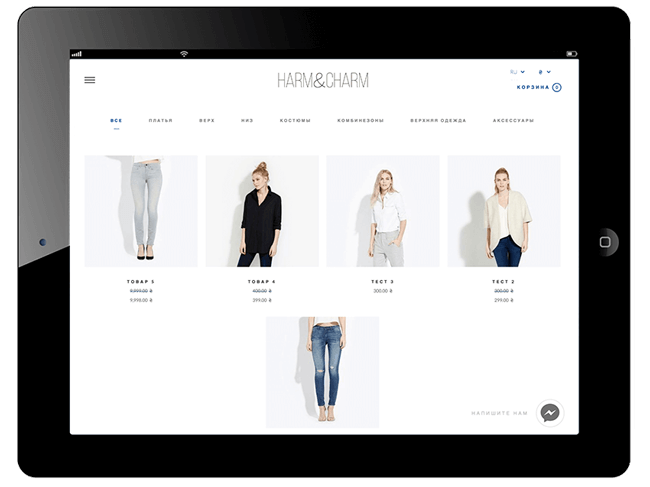 HARM&CHARM
RU ₴
КОРЗИНА 0
ВСЕ ПЛАТЬЯ ВЕРХ НИЗ КОСТЮМЫ КОМБИНЕЗОНЫ ВЕРХНЯЯ ОДЕЖДА АКСЕССУАРЫ
ТОВАР 5 ТОВАР 4 ТЕСТ 3 ТЕСТ 2
9,999.00 ₴ 400.00 ₴ 300.00 ₴ 300.00 ₴
9,998.00 ₴ 399.00 ₴ 299.00 ₴
НАПИШИТЕ НАМ